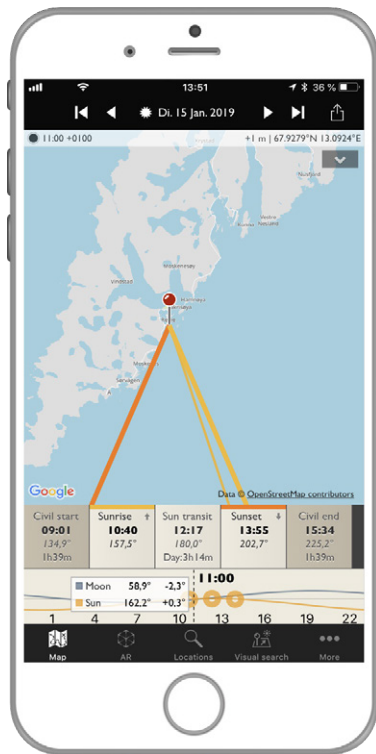 13:51
36 %
Di. 15 Jan. 2019
11:00 +0100
+1 m | 67.9279°N 13.0924°E
Nusfjord
Vindstad
Sørvågen
Google
Data © OpenStreetMap contributors
Civil start
09:01
134,9°
1h39m
Sunrise
10:40
157,5°
Sun transit
12:17
180,0°
Day:3h14m
Sunset
13:55
202,7°
Civil end
15:34
225,2°
1h39m
11:00
Moon 58,9° -2,3°
Sun 162.2° +0,3°
1 4 7 10 13 16 19 22
Map
AR
Locations
Visual search
More